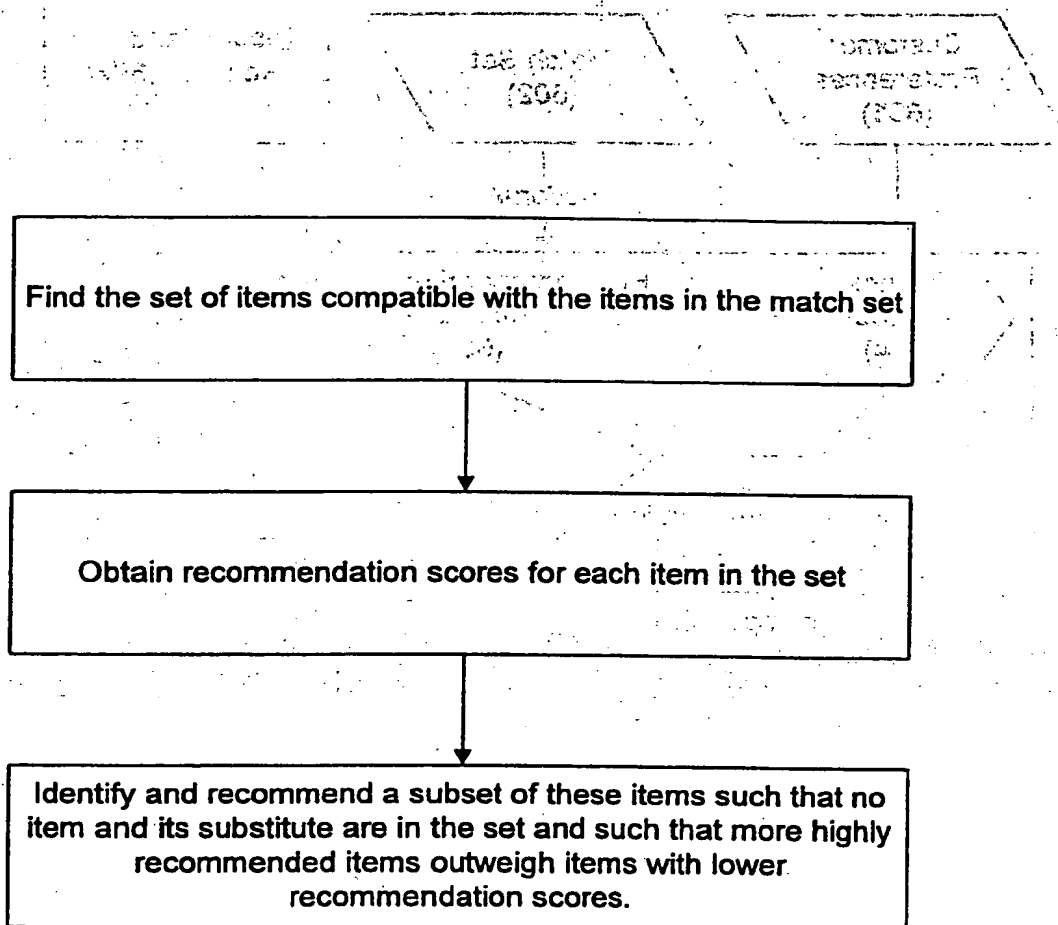 Find the set of items compatible with the items in the match set
Obtain recommendation scores for each item in the set
Identify and recommend a subset of these items such that no
item and its substitute are in the set and such that more highly
recommended items outweigh items with lower
recommendation scores.